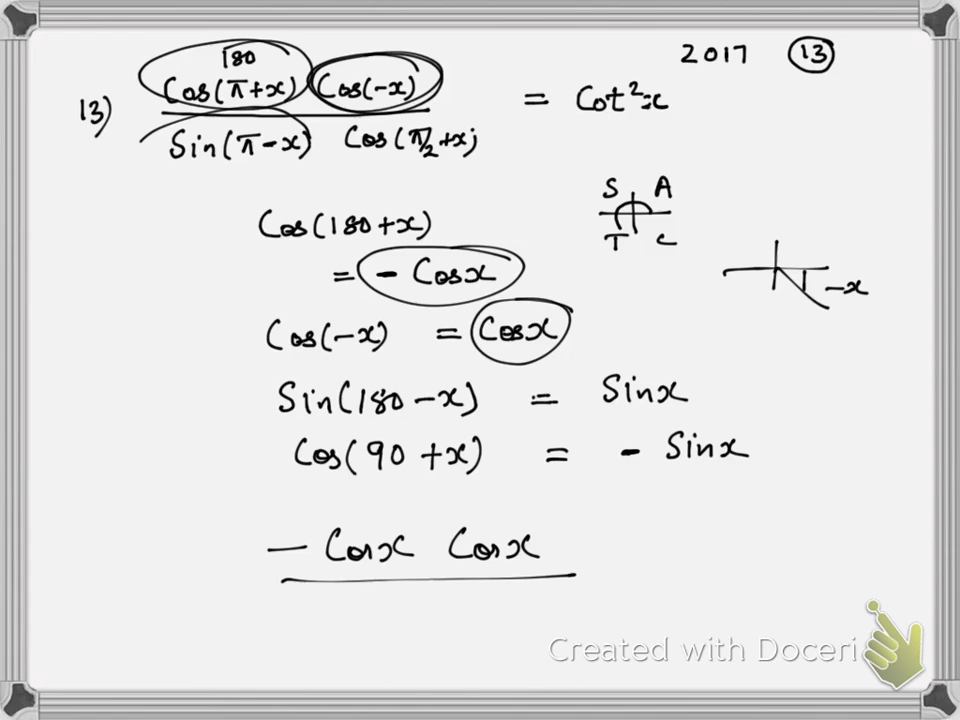 2017 13
180
13) Cos(π+x) Cos(-x) = Cot²x
Sin(π-x) Cos(π/2+x)
S A
T C
Cos(180+x)
= - Cosx
-x
Cos(-x) = Cosx
Sin(180-x) = Sinx
Cos(90+x) = - Sinx
- Cosx Cosx
Created with Doceri